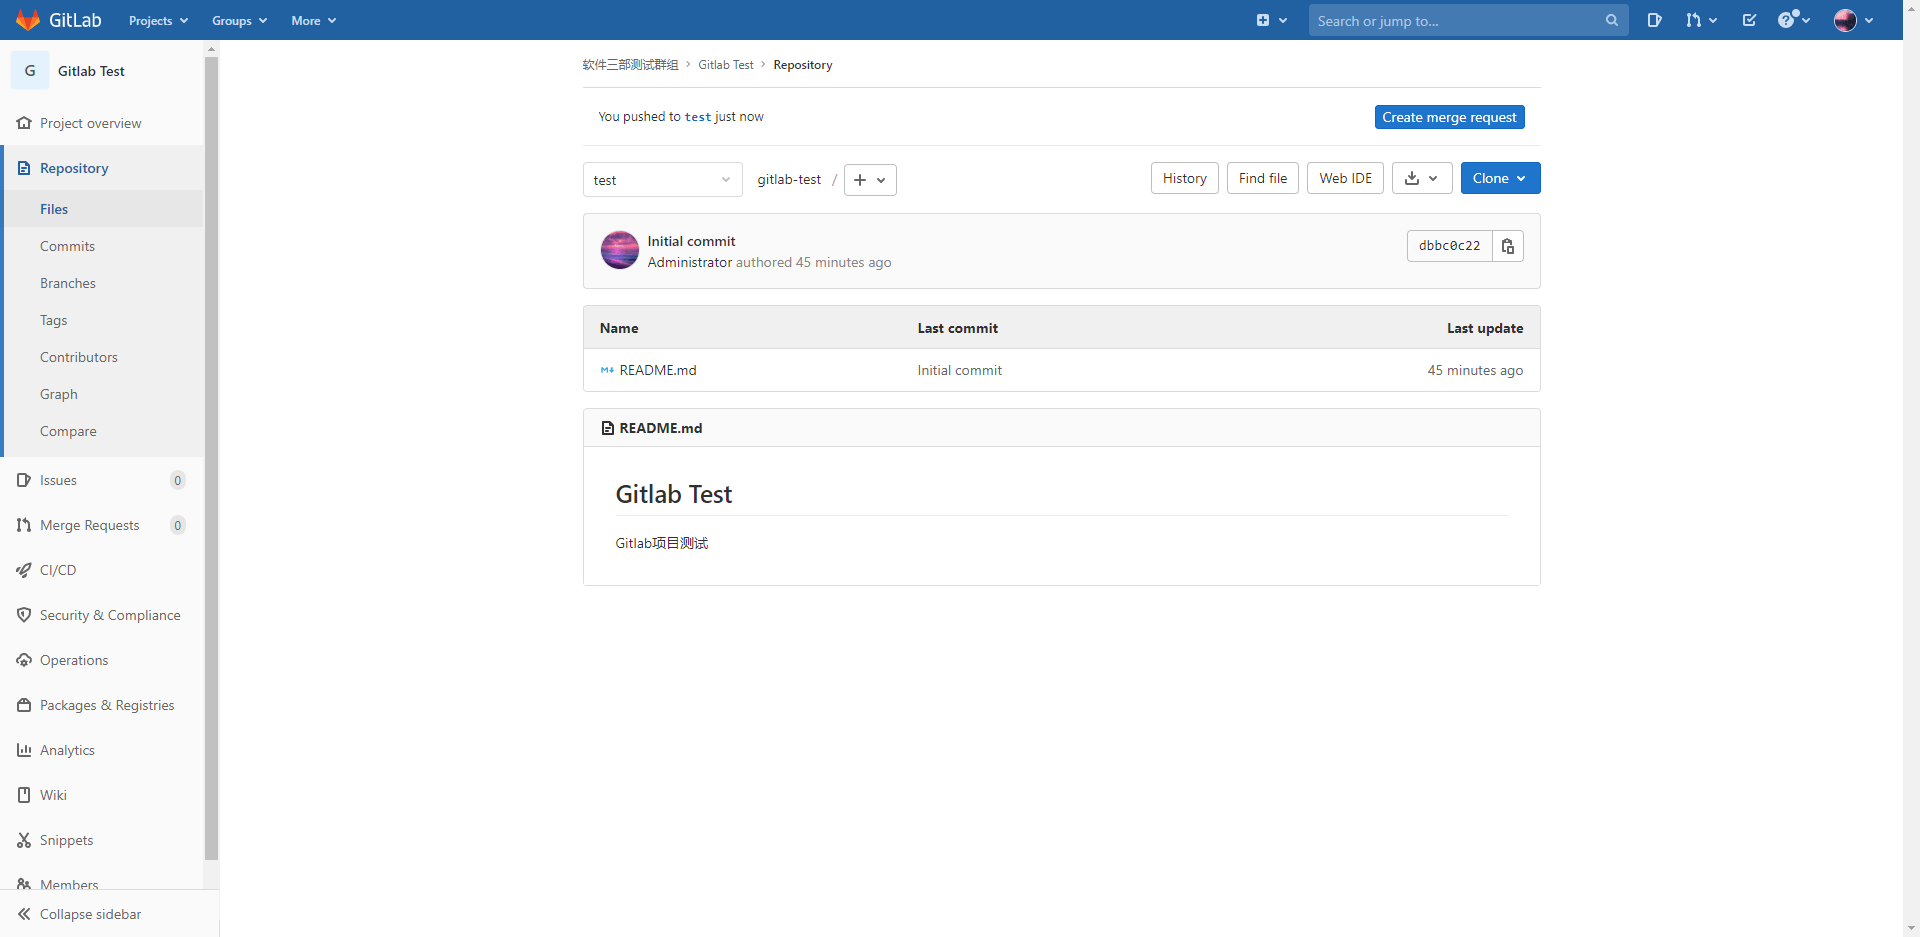 GitLab Projects Groups More Search or jump to...
G Gitlab Test
Project overview
Repository
Files
Commits
Branches
Tags
Contributors
Graph
Compare
Issues 0
Merge Requests 0
CI/CD
Security & Compliance
Operations
Packages & Registries
Analytics
Wiki
Snippets
Members
Collapse sidebar
软件三部测试群组 > Gitlab Test > Repository
You pushed to test just now Create merge request
test gitlab-test / + History Find file Web IDE Clone
Initial commit
Administrator authored 45 minutes ago dbbc0c22
Name Last commit Last update
README.md Initial commit 45 minutes ago
README.md
Gitlab Test
Gitlab项目测试